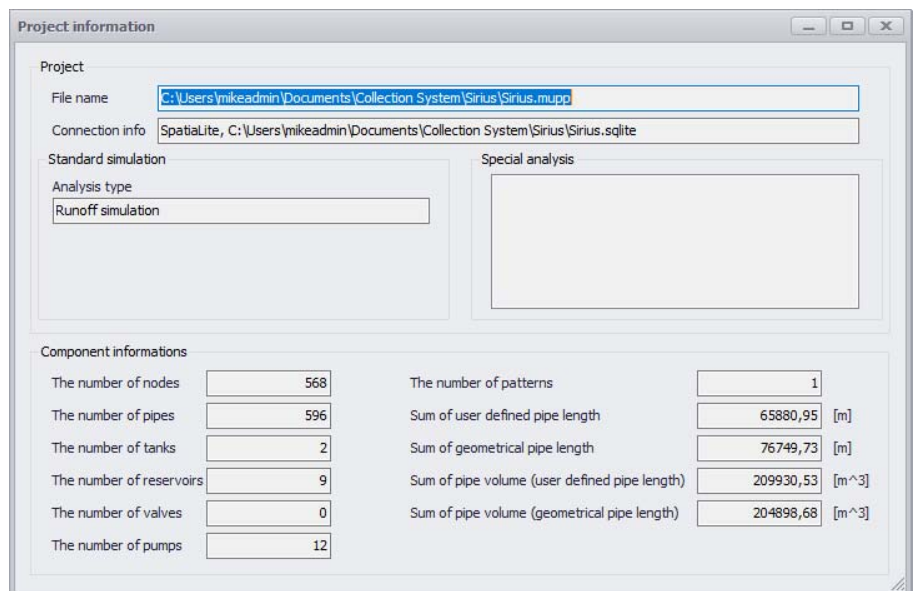 Project information
Project
File name C:\Users\mikeadmin\Documents\Collection System\Sirius\Sirius.mupp
Connection info SpatiaLite, C:\Users\mikeadmin\Documents\Collection System\Sirius\Sirius.sqlite
Standard simulation Special analysis
Analysis type
Runoff simulation
Component informations
The number of nodes 568 The number of patterns 1
The number of pipes 596 Sum of user defined pipe length 65880,95 [m]
The number of tanks 2 Sum of geometrical pipe length 76749,73 [m]
The number of reservoirs 9 Sum of pipe volume (user defined pipe length) 209930,53 [m^3]
The number of valves 0 Sum of pipe volume (geometrical pipe length) 204898,68 [m^3]
The number of pumps 12